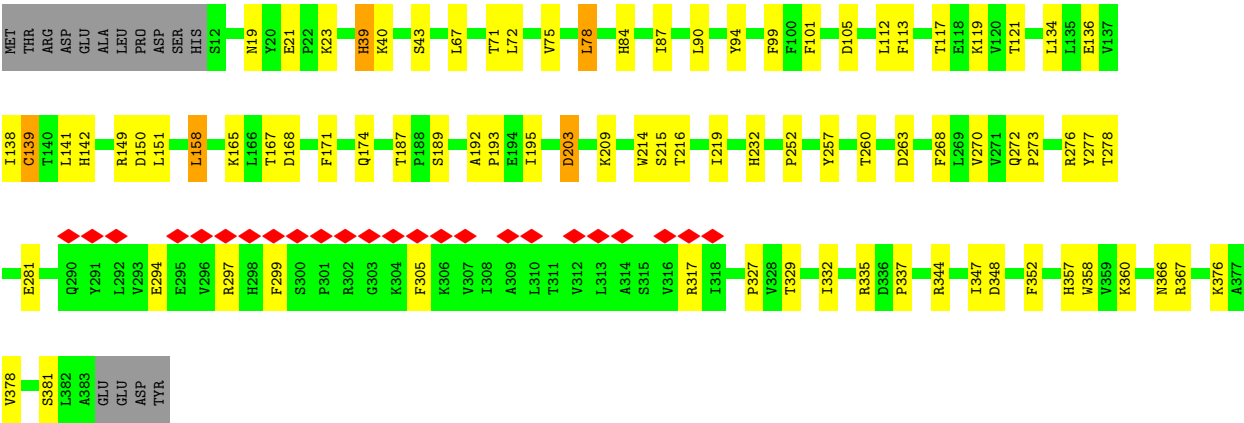 MET THR ARG ASP GLU ALA LEU PRO ASP SER HIS S12 N19 Y20 E21 P22 K23 H39 K40 S43 L67 T71 L72 V75 L78 H84 I87 L90 Y94 F99 F100 F101 D105 L112 F113 T117 E118 K119 V120 T121 L134 L135 E136 V137
I138 C139 T140 L141 H142 R149 D150 L151 L158 K165 L166 T167 D168 F171 Q174 T187 P188 S189 A192 P193 E194 I195 D203 K209 W214 S215 T216 I219 H232 P252 Y257 T260 D263 F268 L269 V270 V271 Q272 P273 R276 Y277 T278
E281 Q290 Y291 L292 V293 E294 E295 V296 R297 H298 F299 S300 P301 R302 G303 K304 F305 K306 V307 I308 A309 L310 T311 V312 L313 A314 S315 V316 R317 I318 P327 V328 T329 I332 R335 D336 P337 R344 I347 D348 F352 H357 W358 V359 K360 N366 R367 K376 A377
V378 S381 L382 A383 GLU GLU ASP TYR